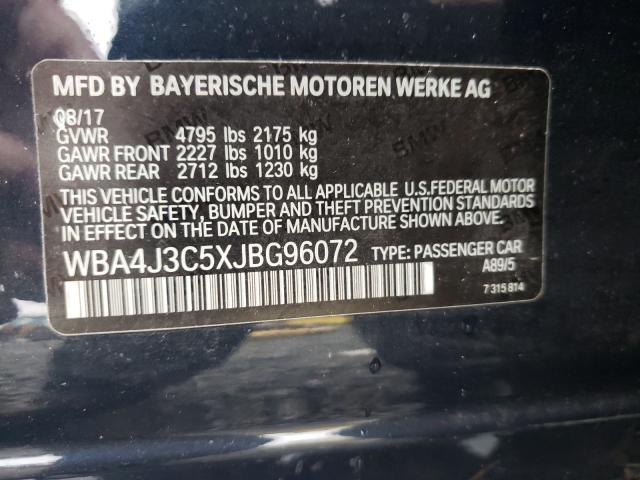 MFD BY BAYERISCHE MOTOREN WERKE AG
08/17
GVWR 4795 lbs 2175 kg
GAWR FRONT 2227 lbs 1010 kg
GAWR REAR 2712 lbs 1230 kg
THIS VEHICLE CONFORMS TO ALL APPLICABLE U.S.FEDERAL MOTOR
VEHICLE SAFETY, BUMPER AND THEFT PREVENTION STANDARDS
IN EFFECT ON THE DATE OF MANUFACTURE SHOWN ABOVE.
WBA4J3C5XJBG96072 TYPE: PASSENGER CAR
A89/5
7 315 814